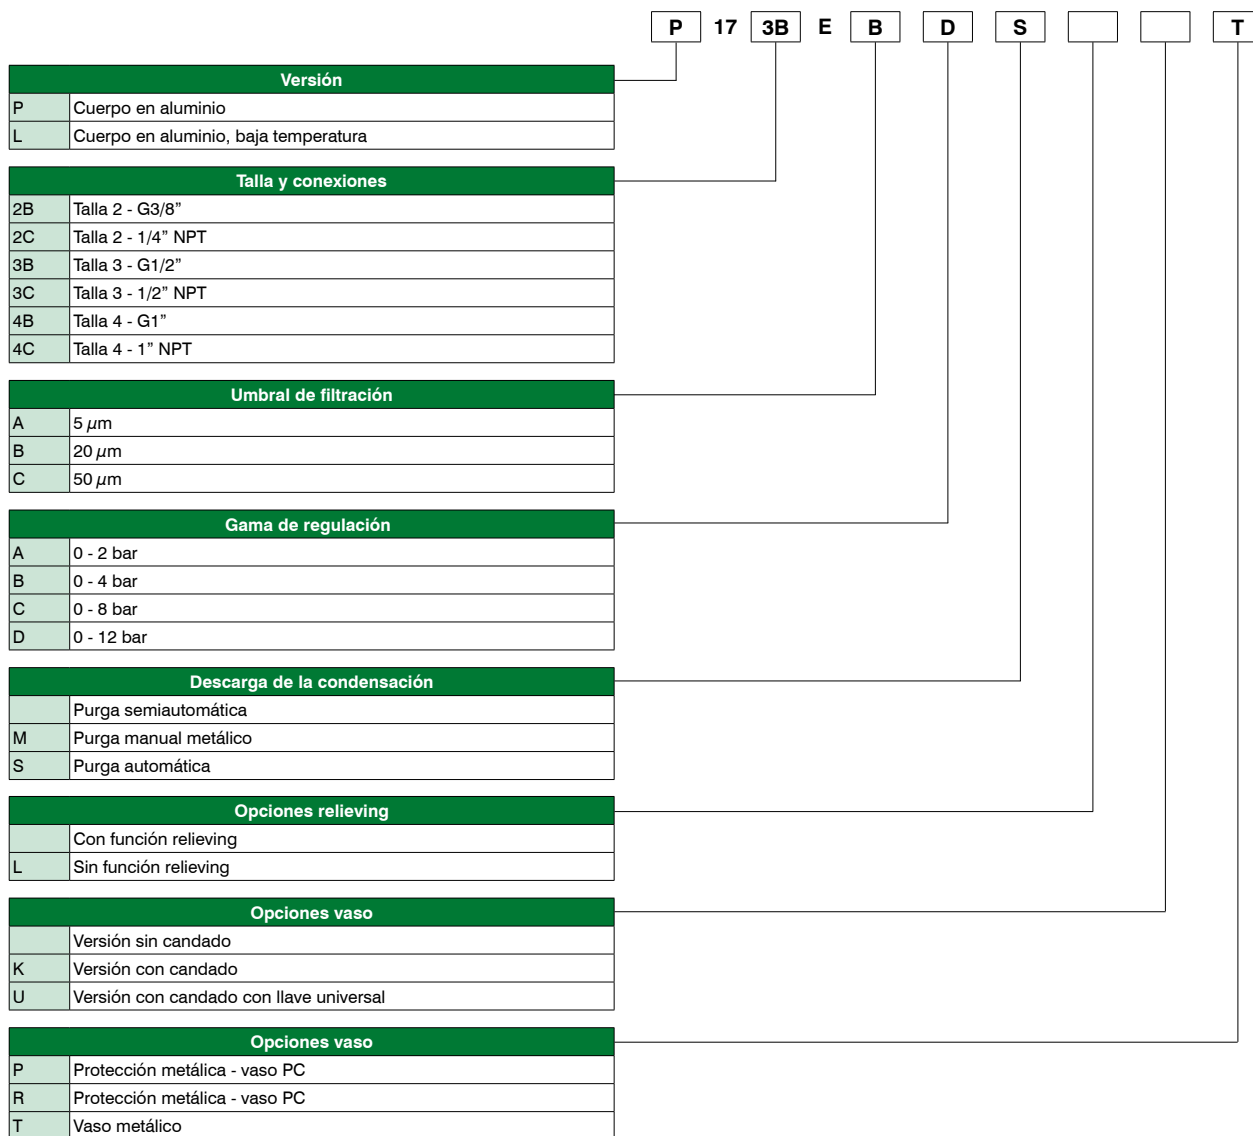 P 17 3B E B D S T
Versión
P Cuerpo en aluminio
L Cuerpo en aluminio, baja temperatura
Talla y conexiones
2B Talla 2 - G3/8”
2C Talla 2 - 1/4” NPT
3B Talla 3 - G1/2”
3C Talla 3 - 1/2” NPT
4B Talla 4 - G1”
4C Talla 4 - 1” NPT
Umbral de filtración
A 5 µm
B 20 µm
C 50 µm
Gama de regulación
A 0 - 2 bar
B 0 - 4 bar
C 0 - 8 bar
D 0 - 12 bar
Descarga de la condensación
Purga semiautomática
M Purga manual metálico
S Purga automática
Opciones relieving
Con función relieving
L Sin función relieving
Opciones vaso
Versión sin candado
K Versión con candado
U Versión con candado con llave universal
Opciones vaso
P Protección metálica - vaso PC
R Protección metálica - vaso PC
T Vaso metálico